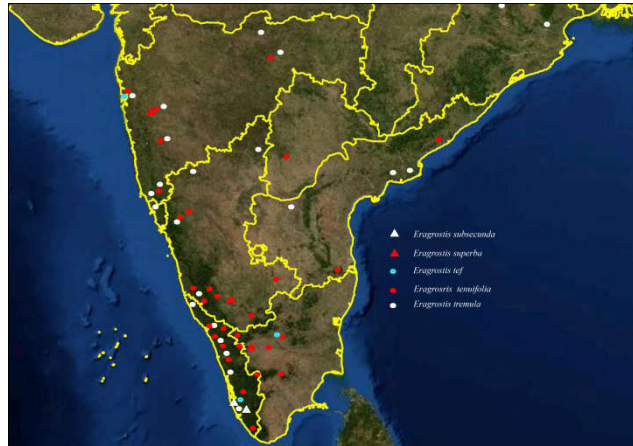 Eragrostis subsecunda
Eragrostis superba
Eragrostis tef
Eragrosris tenuifolia
Eragrostis tremula